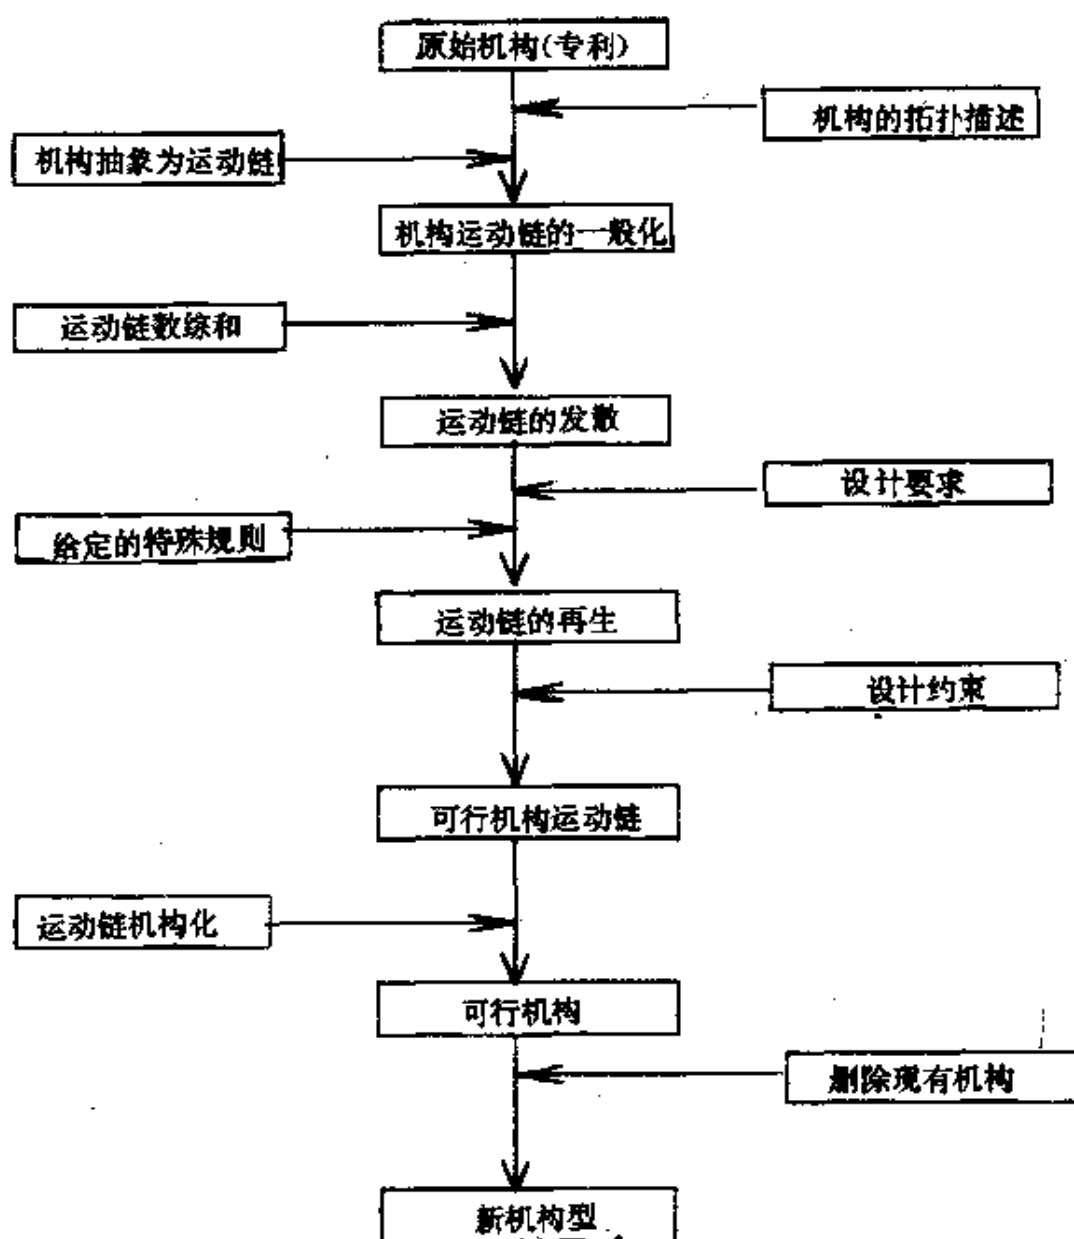 原始机构(专利)
机构的拓扑描述
机构抽象为运动链
机构运动链的一般化
运动链数综和
运动链的发散
设计要求
给定的特殊规则
运动链的再生
设计约束
可行机构运动链
运动链机构化
可行机构
删除现有机构
新机构型